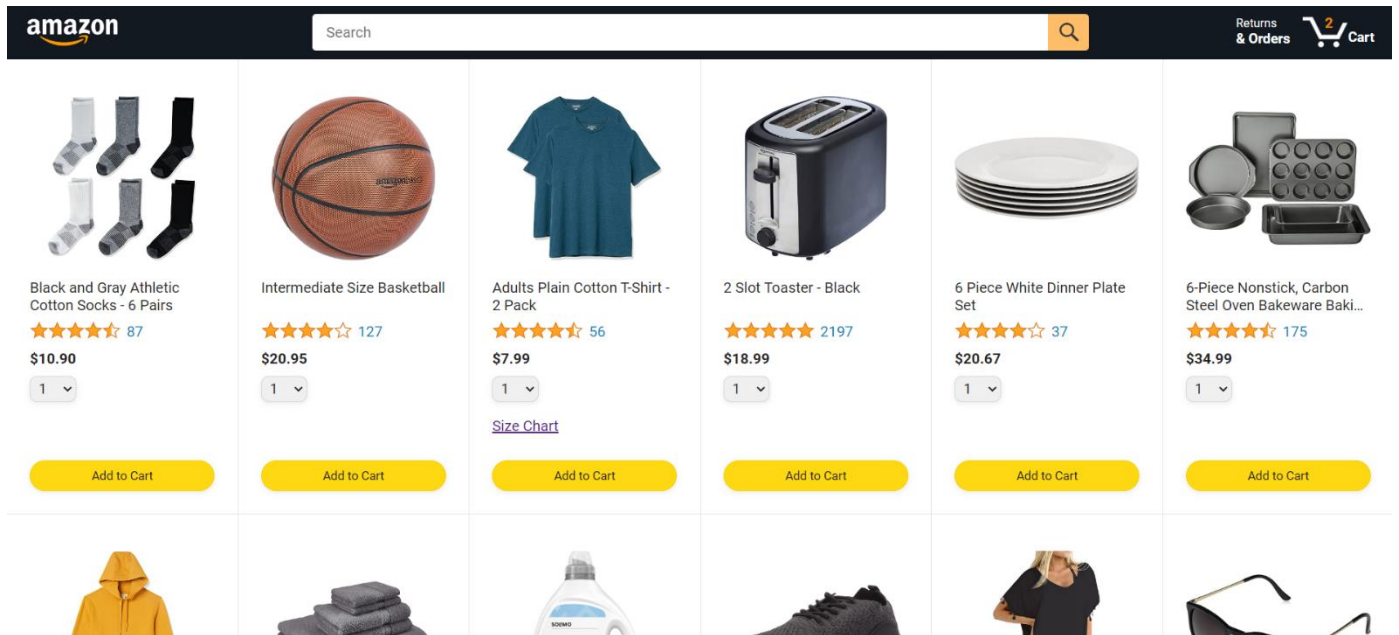 amazon
Search
Returns
& Orders
2
Cart
amazon
Black and Gray Athletic
Cotton Socks - 6 Pairs
87
$10.90
1
Add to Cart
Intermediate Size Basketball
127
$20.95
1
Add to Cart
Adults Plain Cotton T-Shirt -
2 Pack
56
$7.99
1
Size Chart
Add to Cart
2 Slot Toaster - Black
2197
$18.99
1
Add to Cart
6 Piece White Dinner Plate
Set
37
$20.67
1
Add to Cart
6-Piece Nonstick, Carbon
Steel Oven Bakeware Baki...
175
$34.99
1
Add to Cart
SOLIMO